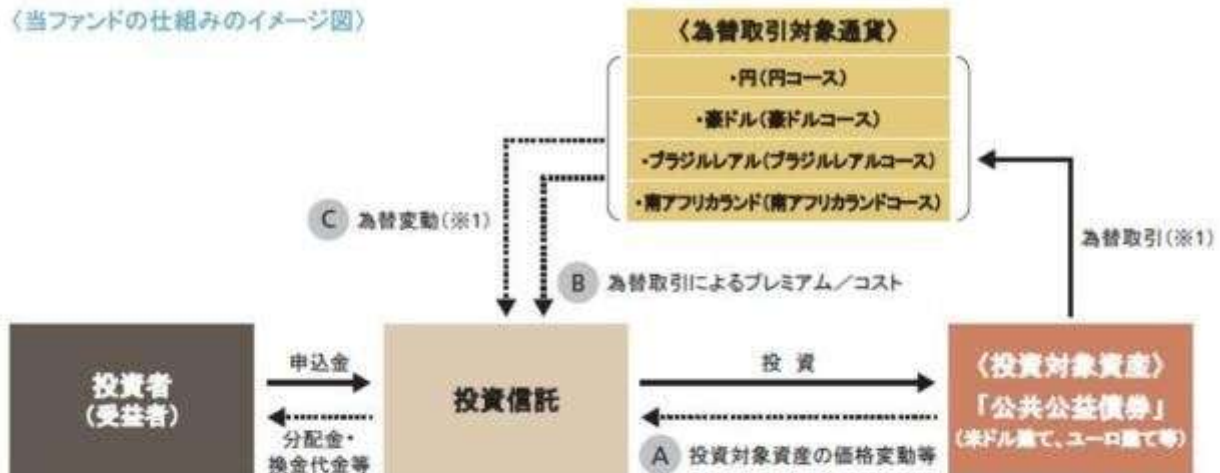 〈当ファンドの仕組みのイメージ図〉
〈為替取引対象通貨〉
・円(円コース)
・豪ドル(豪ドルコース)
・ブラジルレアル(ブラジルレアルコース)
・南アフリカランド(南アフリカランドコース)
C 為替変動(※1)
為替取引(※1)
B 為替取引によるプレミアム／コスト
投資者
(受益者)
申込金
分配金・
換金代金等
投資信託
投 資
A 投資対象資産の価格変動等
〈投資対象資産〉
「公共公益債券」
(米ドル建て、ユーロ建て等)